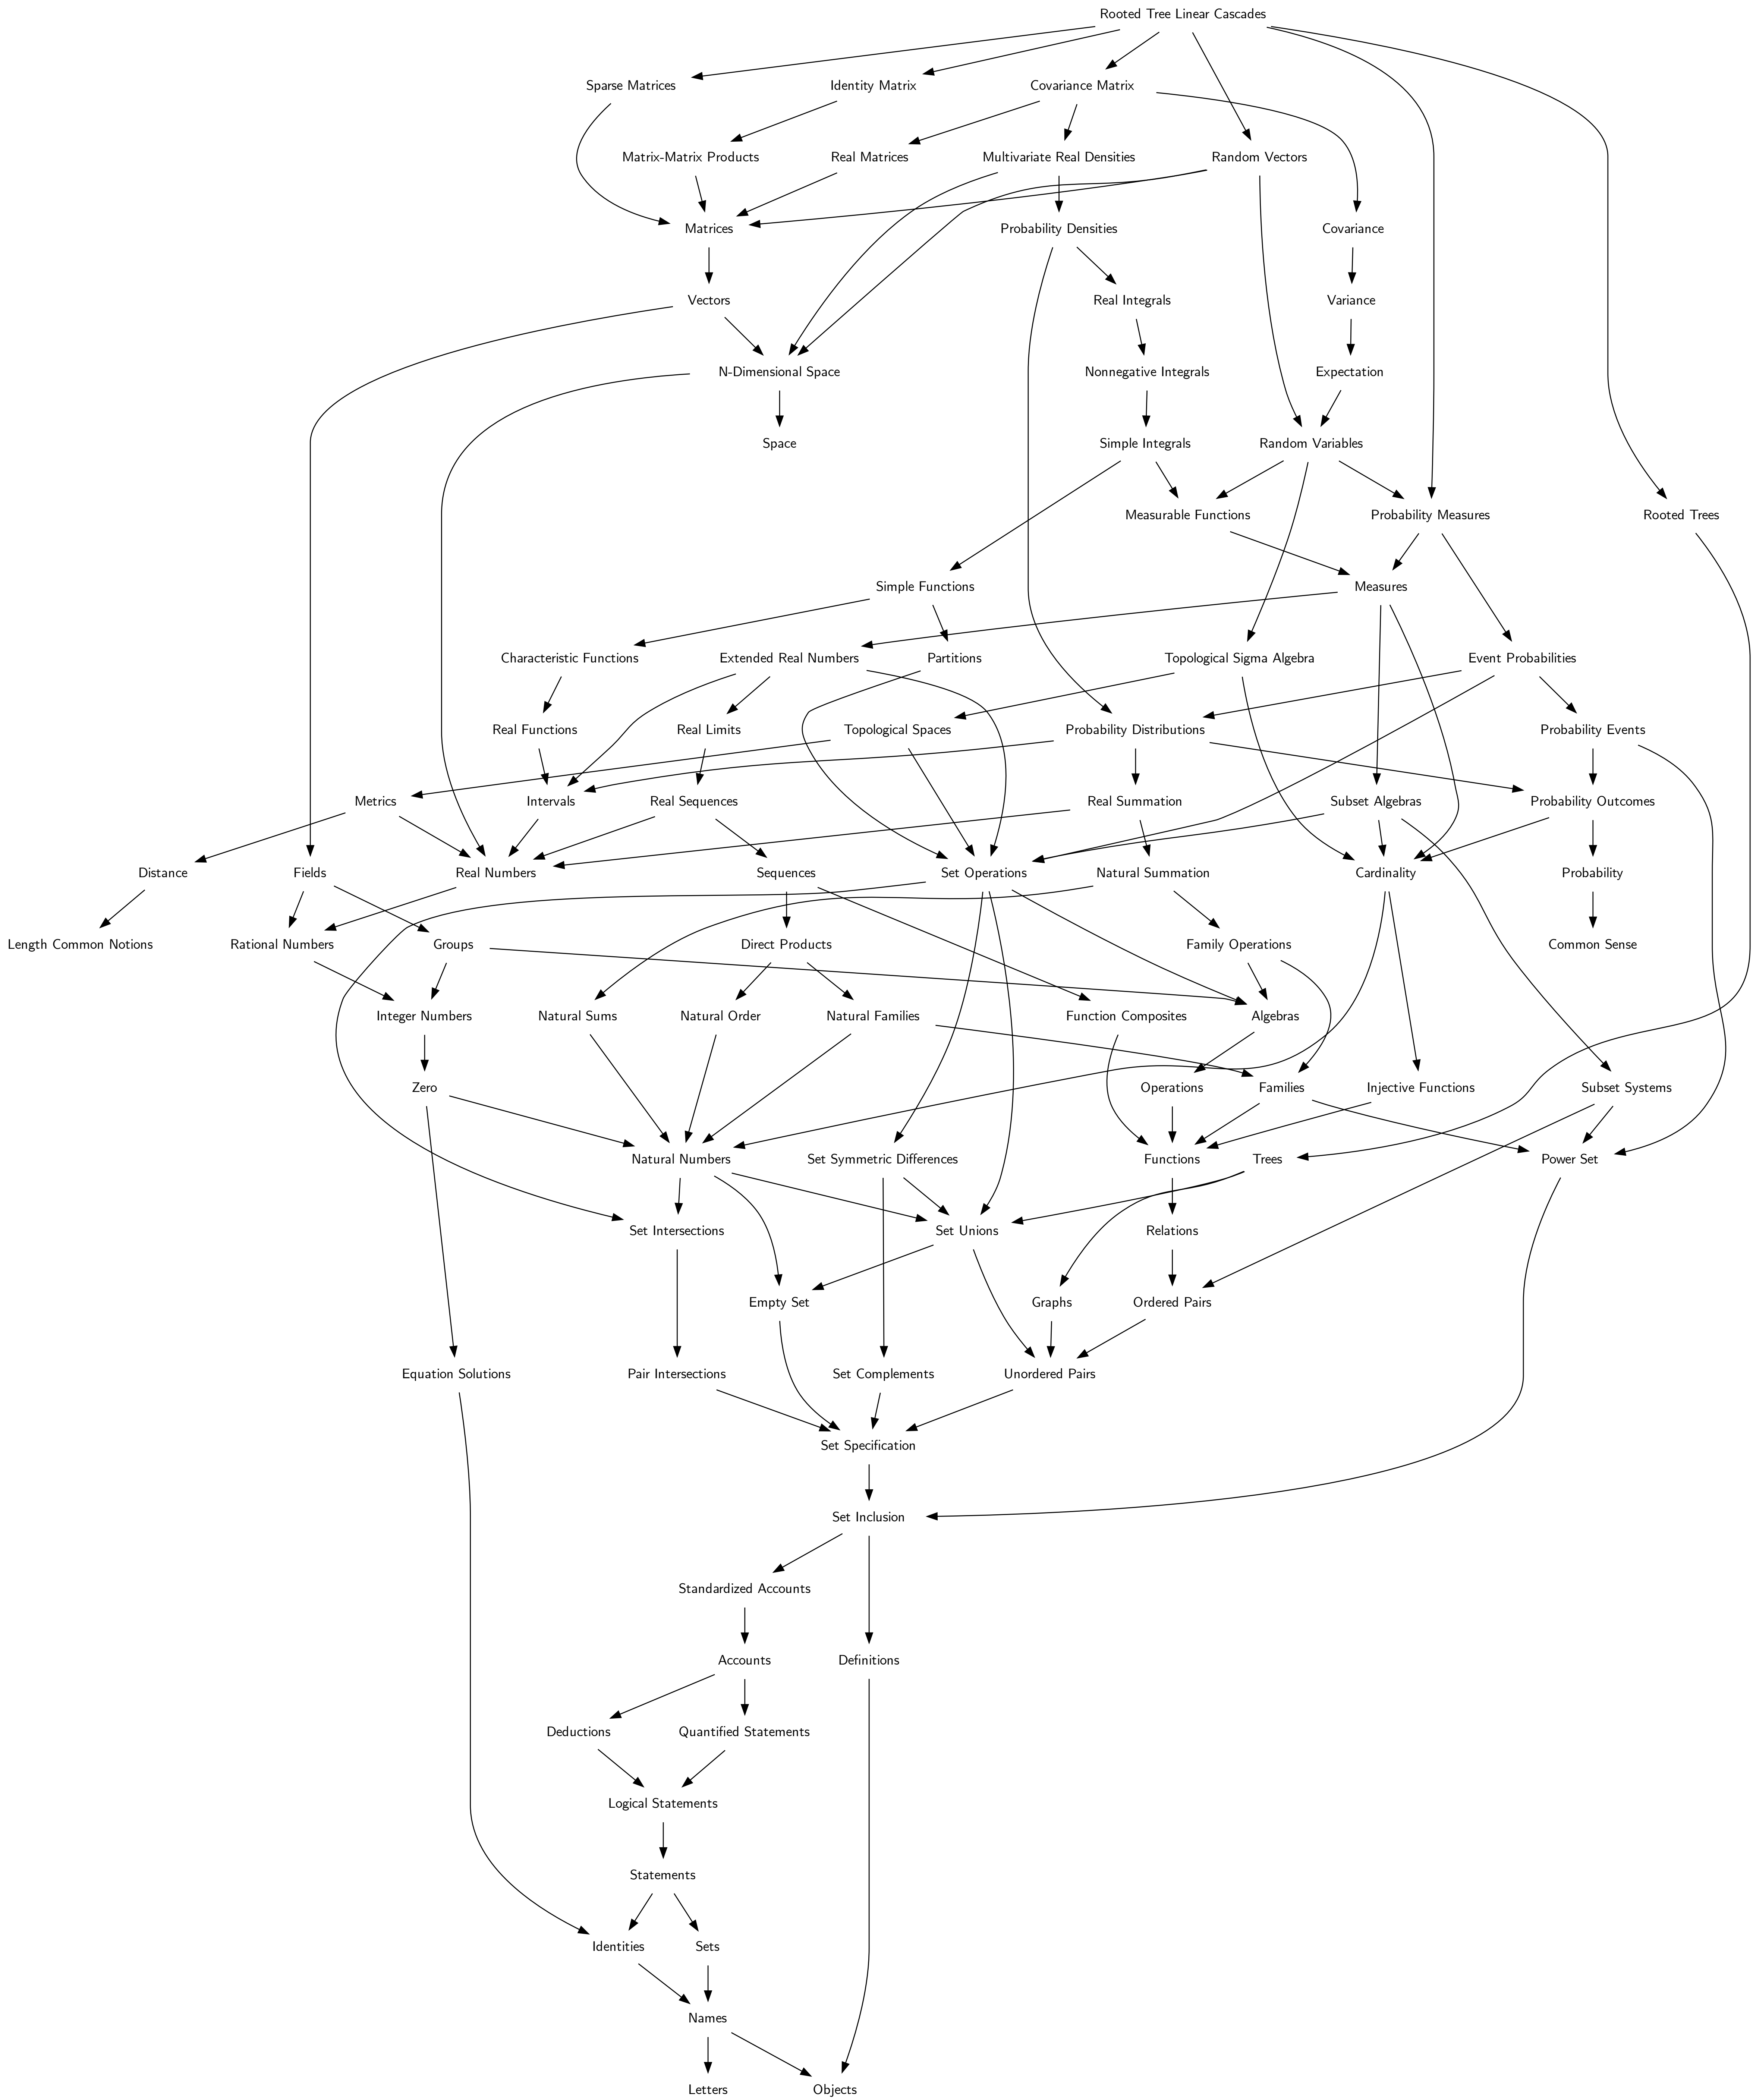 Rooted Tree Linear Cascades
Sparse Matrices
Identity Matrix
Covariance Matrix
Matrix-Matrix Products
Real Matrices
Multivariate Real Densities
Random Vectors
Matrices
Probability Densities
Covariance
Vectors
Real Integrals
Variance
N-Dimensional Space
Nonnegative Integrals
Expectation
Space
Simple Integrals
Random Variables
Measurable Functions
Probability Measures
Rooted Trees
Simple Functions
Measures
Characteristic Functions
Extended Real Numbers
Partitions
Topological Sigma Algebra
Event Probabilities
Real Functions
Real Limits
Topological Spaces
Probability Distributions
Probability Events
Metrics
Intervals
Real Sequences
Real Summation
Subset Algebras
Probability Outcomes
Distance
Fields
Real Numbers
Sequences
Set Operations
Natural Summation
Cardinality
Probability
Length Common Notions
Rational Numbers
Groups
Direct Products
Family Operations
Common Sense
Integer Numbers
Natural Sums
Natural Order
Natural Families
Function Composites
Algebras
Zero
Operations
Families
Injective Functions
Subset Systems
Natural Numbers
Set Symmetric Differences
Functions
Trees
Power Set
Set Intersections
Set Unions
Relations
Empty Set
Graphs
Ordered Pairs
Equation Solutions
Pair Intersections
Set Complements
Unordered Pairs
Set Specification
Set Inclusion
Standardized Accounts
Accounts
Definitions
Deductions
Quantified Statements
Logical Statements
Statements
Identities
Sets
Names
Letters
Objects